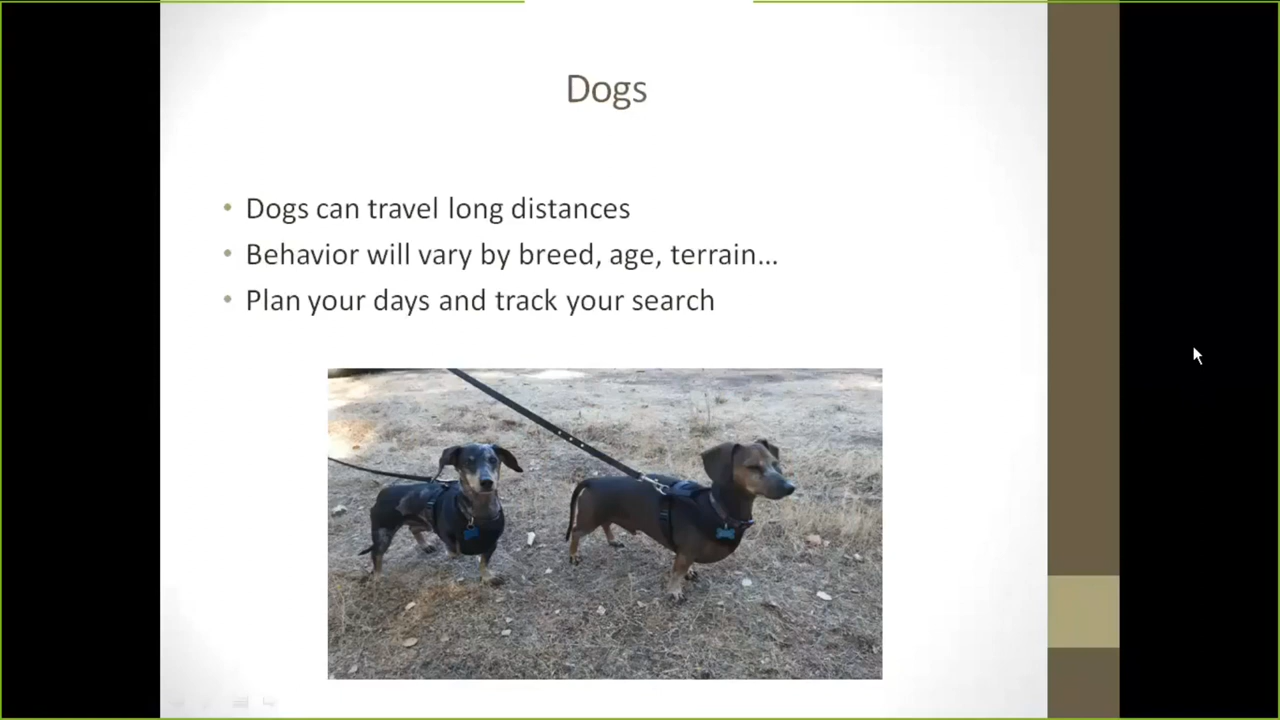 Dogs
• Dogs can travel long distances
• Behavior will vary by breed, age, terrain…
• Plan your days and track your search